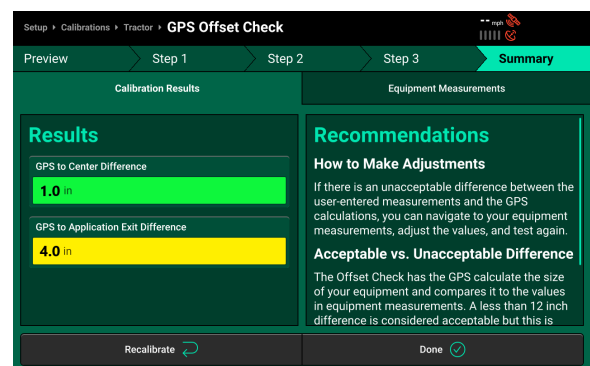 Setup › Calibrations › Tractor › GPS Offset Check
-- mph
Preview
Step 1
Step 2
Step 3
Summary
Calibration Results
Equipment Measurements
Results
GPS to Center Difference
1.0 in
GPS to Application Exit Difference
4.0 in
Recommendations
How to Make Adjustments
If there is an unacceptable difference between the
user-entered measurements and the GPS
calculations, you can navigate to your equipment
measurements, adjust the values, and test again.
Acceptable vs. Unacceptable Difference
The Offset Check has the GPS calculate the size
of your equipment and compares it to the values
in equipment measurements. A less than 12 inch
difference is considered acceptable but this is
Recalibrate
Done